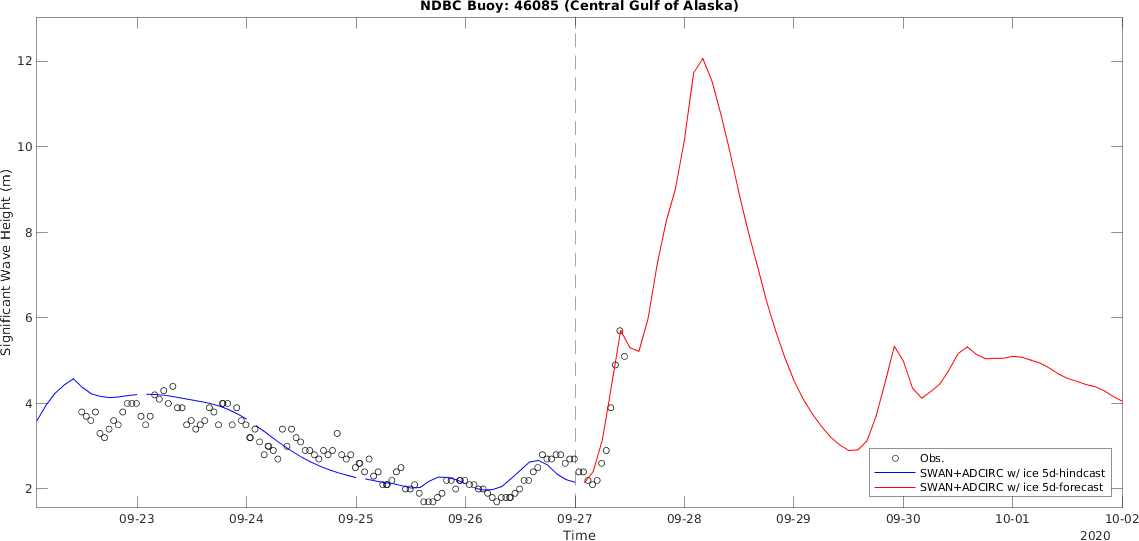 NDBC Buoy: 46085 (Central Gulf of Alaska)
Significant Wave Height (m)
12
10
8
6
4
2
Obs.
SWAN+ADCIRC w/ ice 5d-hindcast
SWAN+ADCIRC w/ ice 5d-forecast
09-23 09-24 09-25 09-26 09-27 09-28 09-29 09-30 10-01 10-02
Time
2020